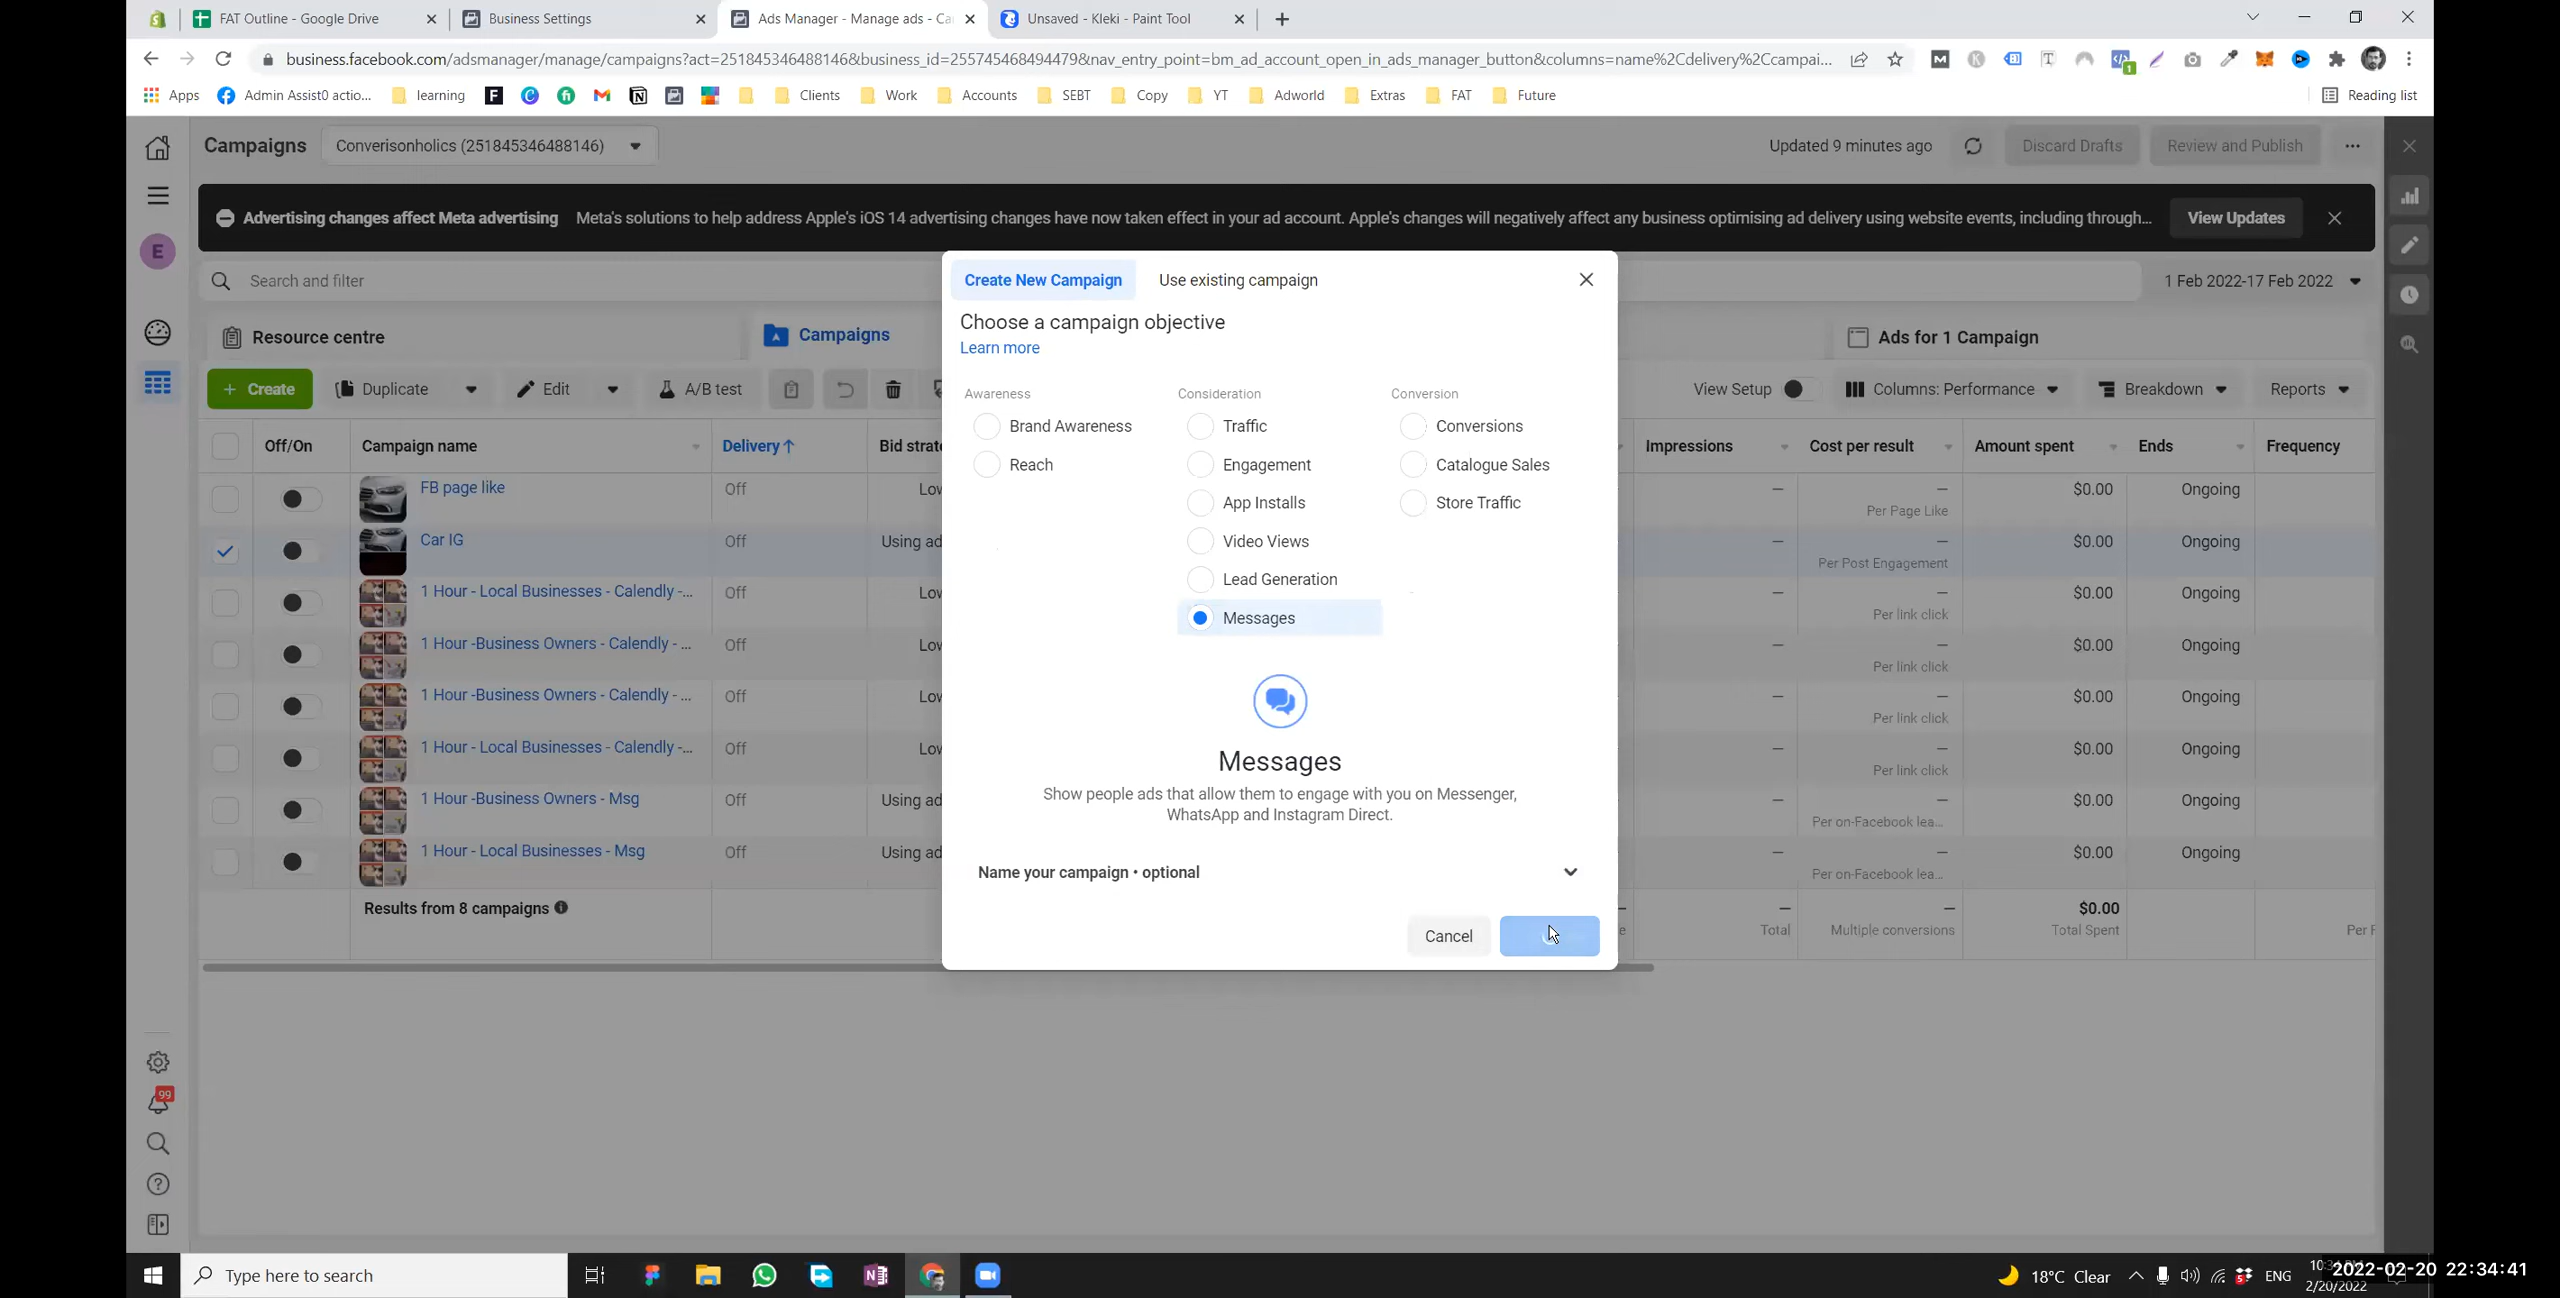 FAT Outline - Google Drive
Business Settings
Ads Manager - Manage ads - Ca
Unsaved - Kleki - Paint Tool
business.facebook.com/adsmanager/manage/campaigns?act=251845346488146&business_id=255745468494479&nav_entry_point=bm_ad_account_open_in_ads_manager_button&columns=name%2Cdelivery%2Ccampai...
Apps
Admin Assist0 actio...
learning
Clients
Work
Accounts
SEBT
Copy
YT
Adworld
Extras
FAT
Future
Reading list
Campaigns
Converisonholics (251845346488146)
Updated 9 minutes ago
Discard Drafts
Review and Publish
Advertising changes affect Meta advertising
Meta's solutions to help address Apple's iOS 14 advertising changes have now taken effect in your ad account. Apple's changes will negatively affect any business optimising ad delivery using website events, including through...
View Updates
E
Search and filter
1 Feb 2022-17 Feb 2022
Resource centre
Campaigns
Ads for 1 Campaign
+ Create
Duplicate
Edit
A/B test
View Setup
Columns: Performance
Breakdown
Reports
Off/On
Campaign name
Delivery↑
Bid strate
Impressions
Cost per result
Amount spent
Ends
Frequency
FB page like
Off
Lo
—
—
Per Page Like
$0.00
Ongoing
Car IG
Off
Using ad
—
—
Per Post Engagement
$0.00
Ongoing
1 Hour - Local Businesses - Calendly -...
Off
Lo
—
—
Per link click
$0.00
Ongoing
1 Hour -Business Owners - Calendly - ...
Off
Lo
—
—
Per link click
$0.00
Ongoing
1 Hour -Business Owners - Calendly - ...
Off
Lo
—
—
Per link click
$0.00
Ongoing
1 Hour - Local Businesses - Calendly -...
Off
Lo
—
—
Per link click
$0.00
Ongoing
1 Hour -Business Owners - Msg
Off
Using ad
—
—
Per on-Facebook lea...
$0.00
Ongoing
1 Hour - Local Businesses - Msg
Off
Using ad
—
—
Per on-Facebook lea...
$0.00
Ongoing
Results from 8 campaigns
—
Total
—
Multiple conversions
$0.00
Total Spent
Per
Create New Campaign
Use existing campaign
Choose a campaign objective
Learn more
Awareness
Brand Awareness
Reach
Consideration
Traffic
Engagement
App Installs
Video Views
Lead Generation
Messages
Conversion
Conversions
Catalogue Sales
Store Traffic
Messages
Show people ads that allow them to engage with you on Messenger,
WhatsApp and Instagram Direct.
Name your campaign • optional
Cancel
99
Type here to search
18°C Clear
ENG
2/20/2022
2022-02-20 22:34:41